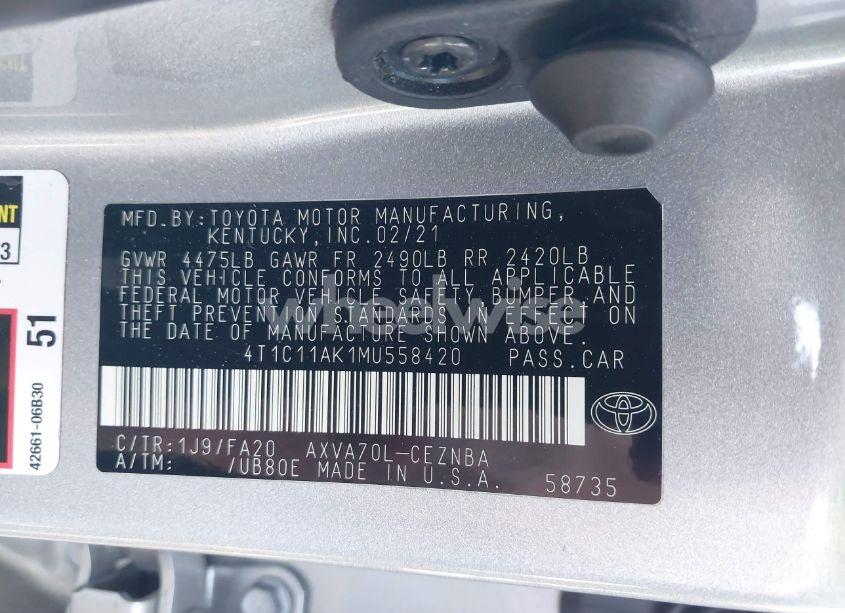 MFD.BY:TOYOTA MOTOR MANUFACTURING,
KENTUCKY,INC.02/21
GVWR 4475LB GAWR FR 2490LB RR 2420LB
THIS VEHICLE CONFORMS TO ALL APPLICABLE
FEDERAL MOTOR VEHICLE SAFETY BUMPER,AND
THEFT PREVENTION STANDARDS IN EFFECT ON
THE DATE OF MANUFACTURE SHOWN ABOVE.
4T1C11AK1MU558420 PASS.CAR
C/TR:1J9/FA20 AXVA70L-CEZNBA
A/TM: /UB80E MADE IN U.S.A. 58735
wheelwise
3
51
42661-06B30